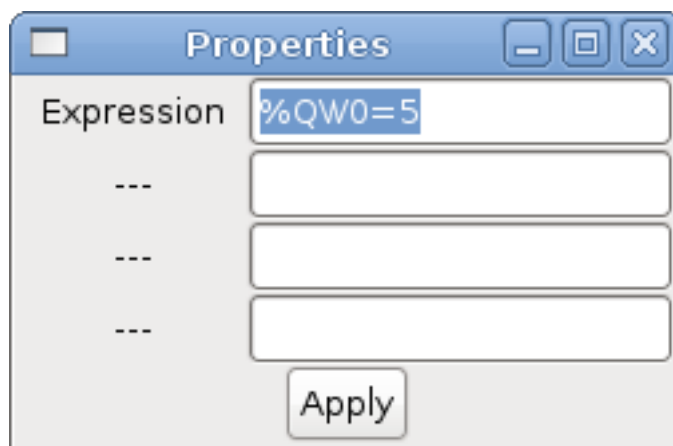 Properties
Expression %QW0=5
---
---
---
Apply